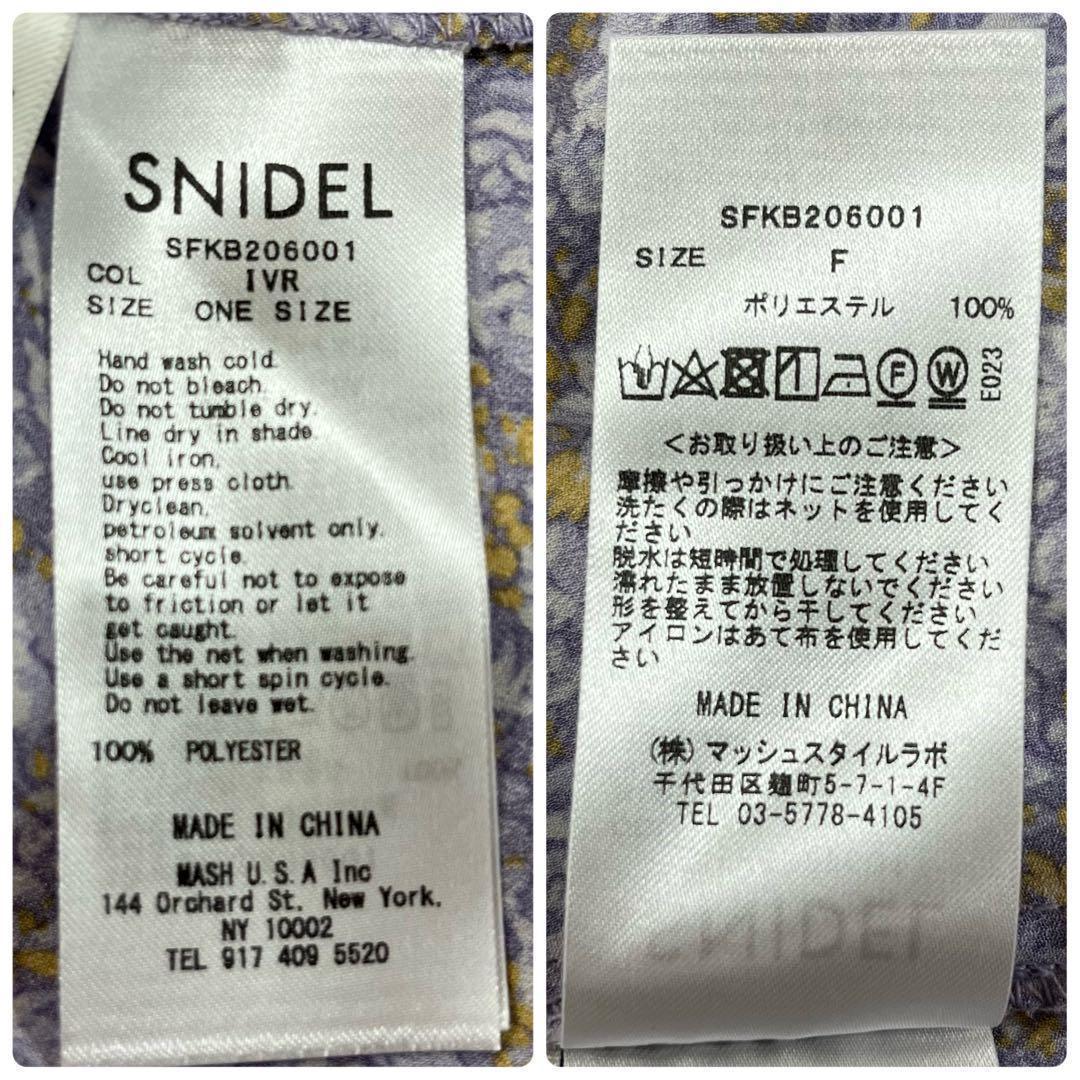 SNIDEL
SFKB206001
COL IVR
SIZE ONE SIZE
Hand wash cold.
Do not bleach.
Do not tumble dry.
Line dry in shade.
Cool iron.
use press cloth.
Dryclean.
petroleum solvent only.
short cycle.
Be careful not to expose
to friction or let it
get caught.
Use the net when washing.
Use a short spin cycle.
Do not leave wet.
100% POLYESTER
MADE IN CHINA
MASH U.S.A Inc
144 Orchard St. New York.
NY 10002
TEL 917 409 5520
SFKB206001
SIZE F
ポリエステル 100%
F W E023
<お取り扱い上のご注意>
摩擦や引っかけにご注意ください
洗たくの際はネットを使用してく
ださい
脱水は短時間で処理してください
濡れたまま放置しないでください
形を整えてから干してください
アイロンはあて布を使用してくだ
さい
MADE IN CHINA
(株)マッシュスタイルラボ
千代田区麹町5-7-1-4F
TEL 03-5778-4105
SNIDEL